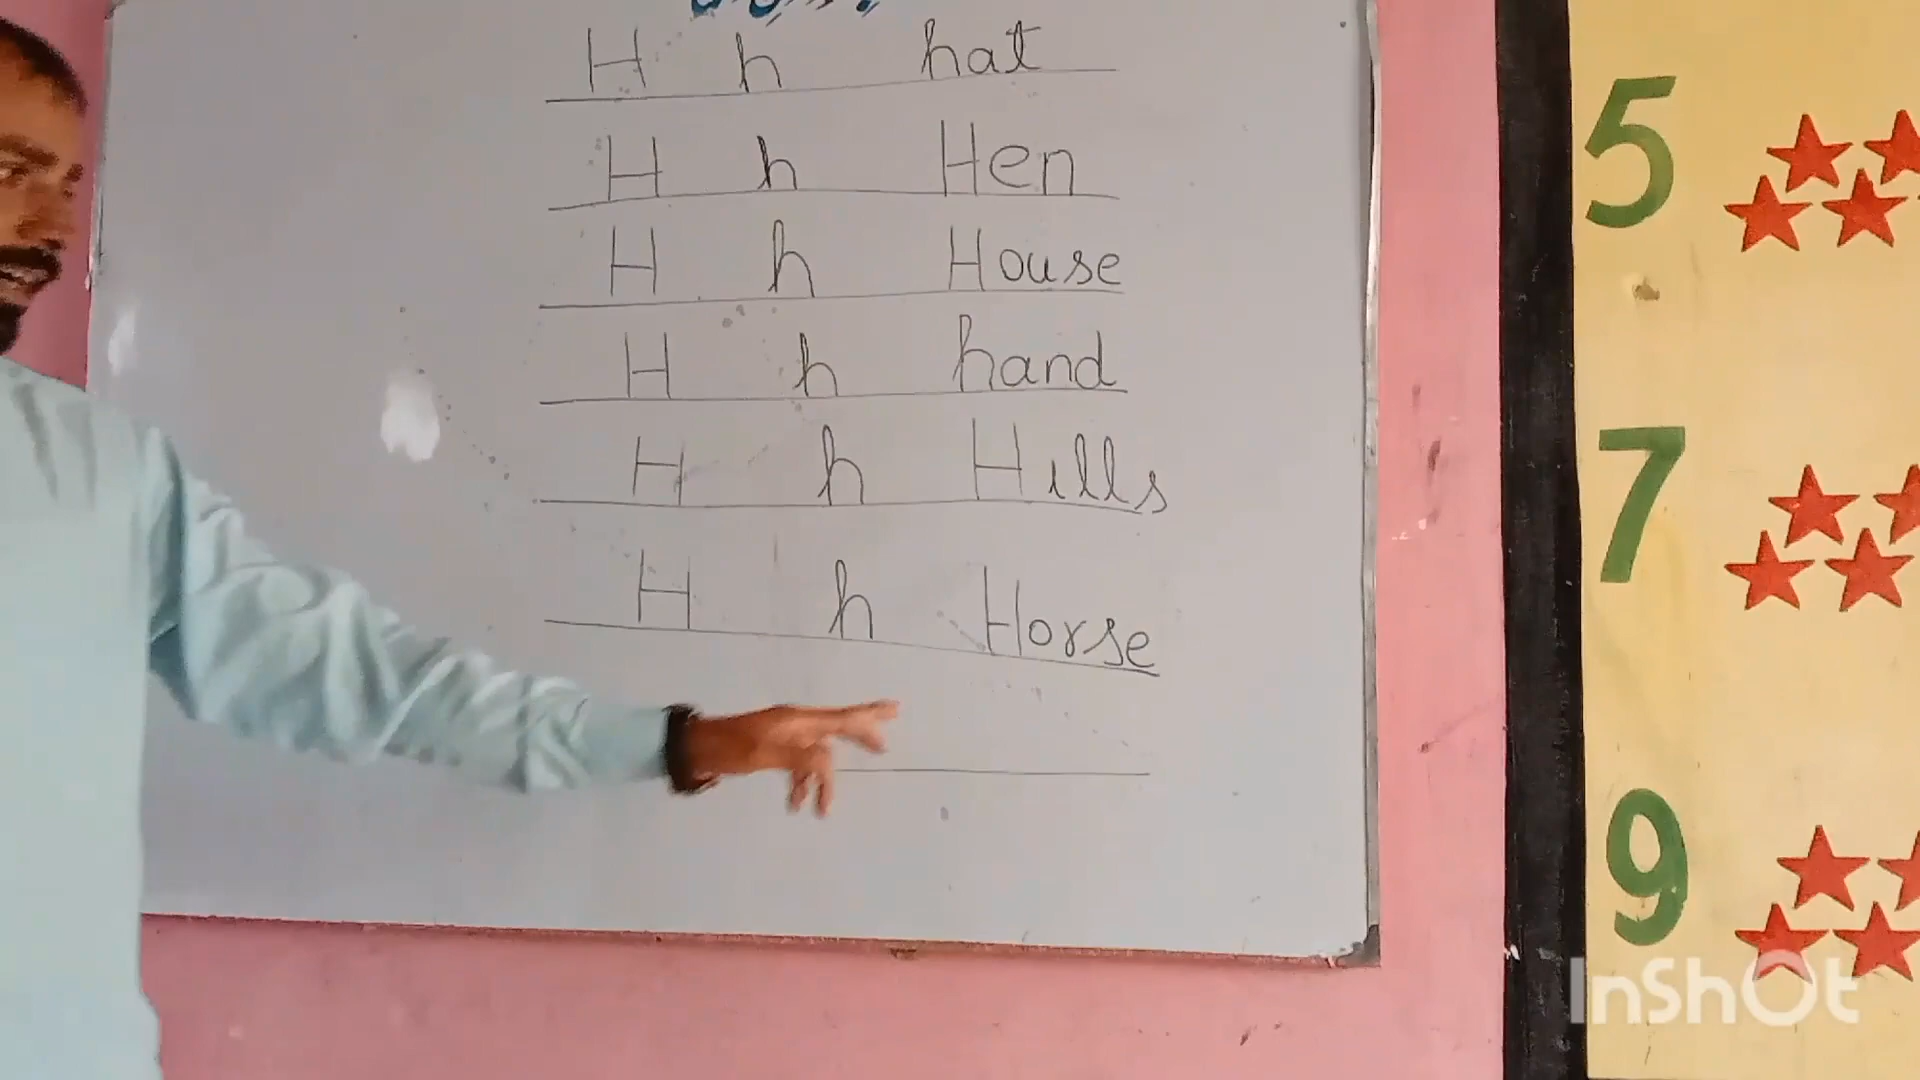 H h hat
H h Hen
H h House
H h hand
H h Hills
H h Horse
5
7
9
InShOt